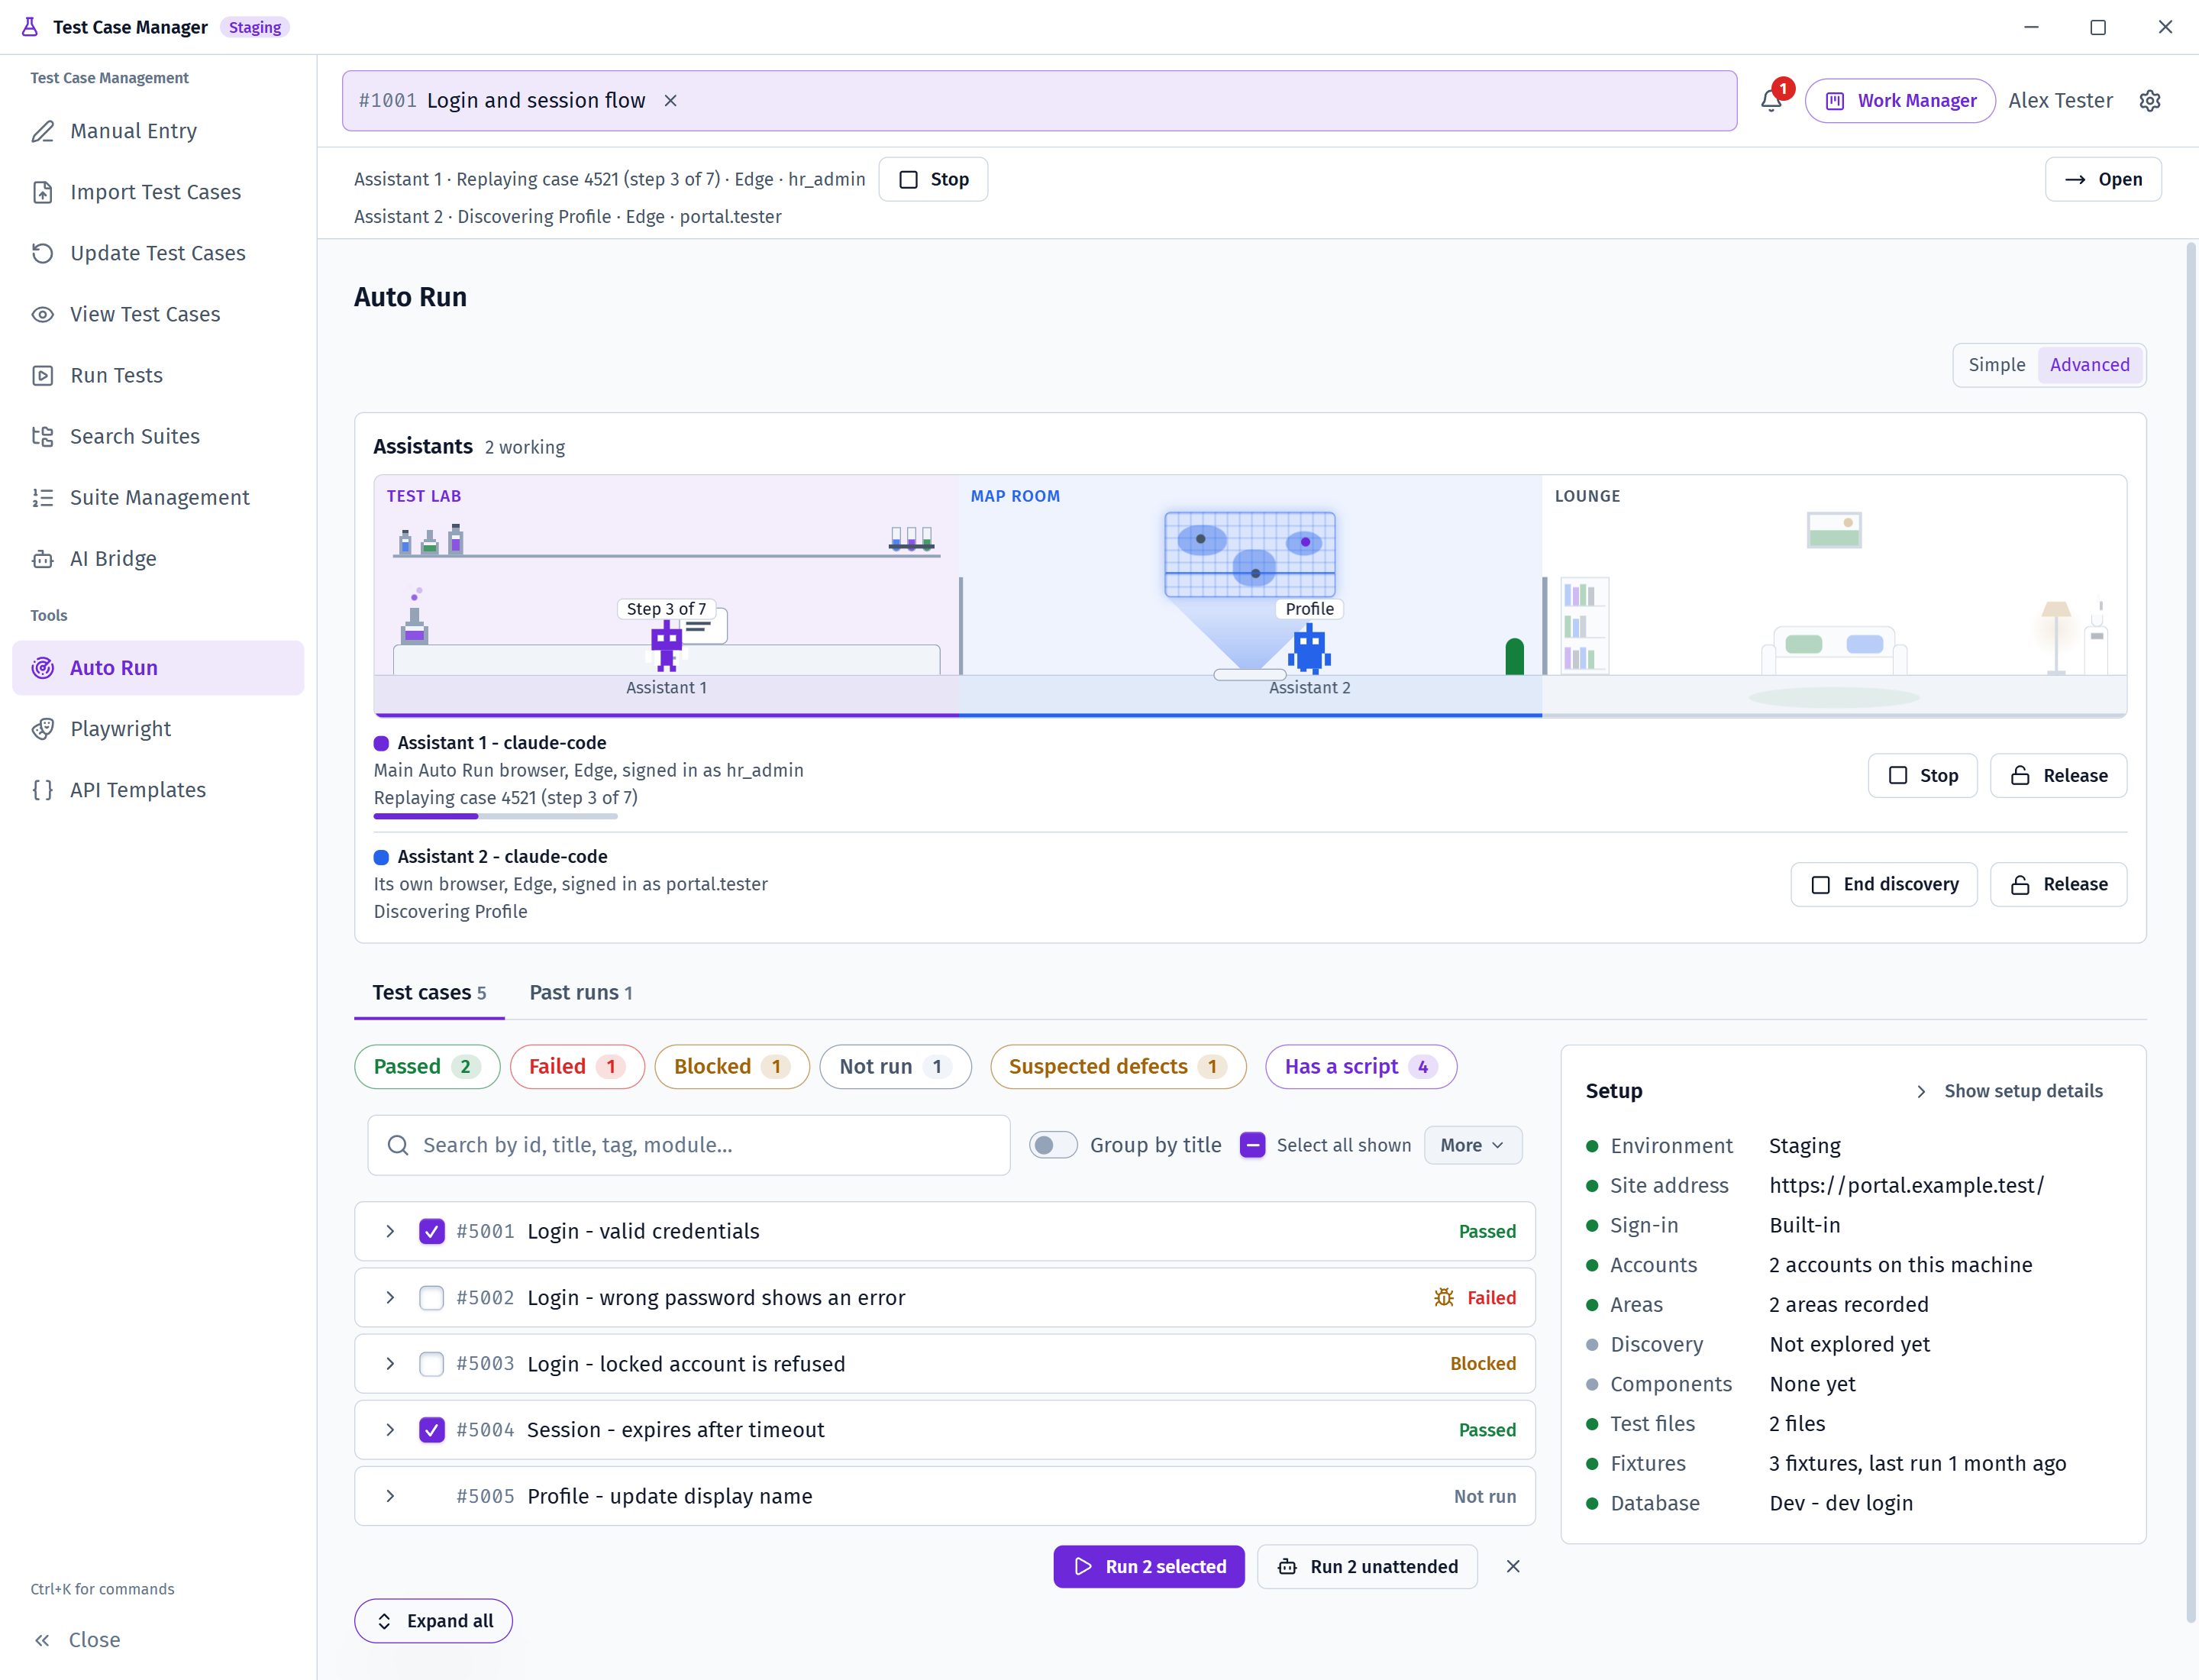 Test Case Manager Staging
Test Case Management
Manual Entry
Import Test Cases
Update Test Cases
View Test Cases
Run Tests
Search Suites
Suite Management
AI Bridge
Tools
Auto Run
Playwright
API Templates
Ctrl+K for commands
Close
#1001 Login and session flow
1
Work Manager
Alex Tester
Assistant 1 · Replaying case 4521 (step 3 of 7) · Edge · hr_admin
Stop
Open
Assistant 2 · Discovering Profile · Edge · portal.tester
Auto Run
Simple Advanced
Assistants 2 working
TEST LAB
MAP ROOM
LOUNGE
Step 3 of 7
Profile
Assistant 1
Assistant 2
Assistant 1 - claude-code
Main Auto Run browser, Edge, signed in as hr_admin
Replaying case 4521 (step 3 of 7)
Stop
Release
Assistant 2 - claude-code
Its own browser, Edge, signed in as portal.tester
Discovering Profile
End discovery
Release
Test cases 5
Past runs 1
Passed 2
Failed 1
Blocked 1
Not run 1
Suspected defects 1
Has a script 4
Search by id, title, tag, module...
Group by title
Select all shown
More
#5001 Login - valid credentials Passed
#5002 Login - wrong password shows an error Failed
#5003 Login - locked account is refused Blocked
#5004 Session - expires after timeout Passed
#5005 Profile - update display name Not run
Run 2 selected
Run 2 unattended
Expand all
Setup
Show setup details
Environment Staging
Site address https://portal.example.test/
Sign-in Built-in
Accounts 2 accounts on this machine
Areas 2 areas recorded
Discovery Not explored yet
Components None yet
Test files 2 files
Fixtures 3 fixtures, last run 1 month ago
Database Dev - dev login